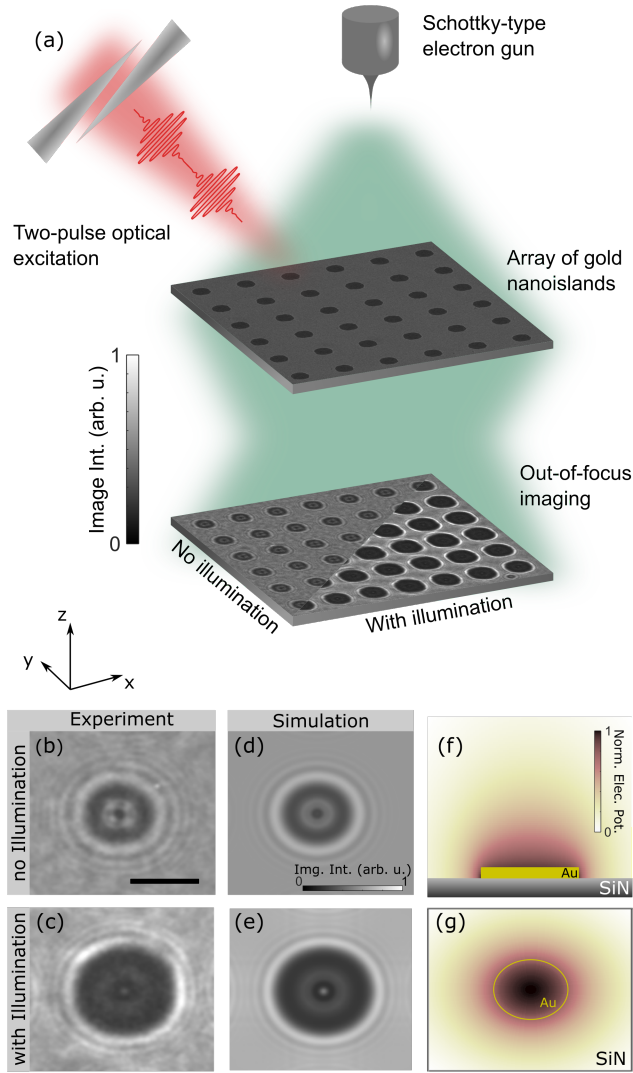 (a)
Schottky-type
electron gun
Two-pulse optical
excitation
Array of gold
nanoislands
1
Image Int. (arb. u.)
0
Out-of-focus
imaging
No illumination
With illumination
z
y
x
Experiment
Simulation
no Illumination
(b)
(d)
Img. Int. (arb. u.)
0
1
(f)
1
Norm. Elec. Pot.
0
Au
SiN
with Illumination
(c)
(e)
(g)
Au
SiN